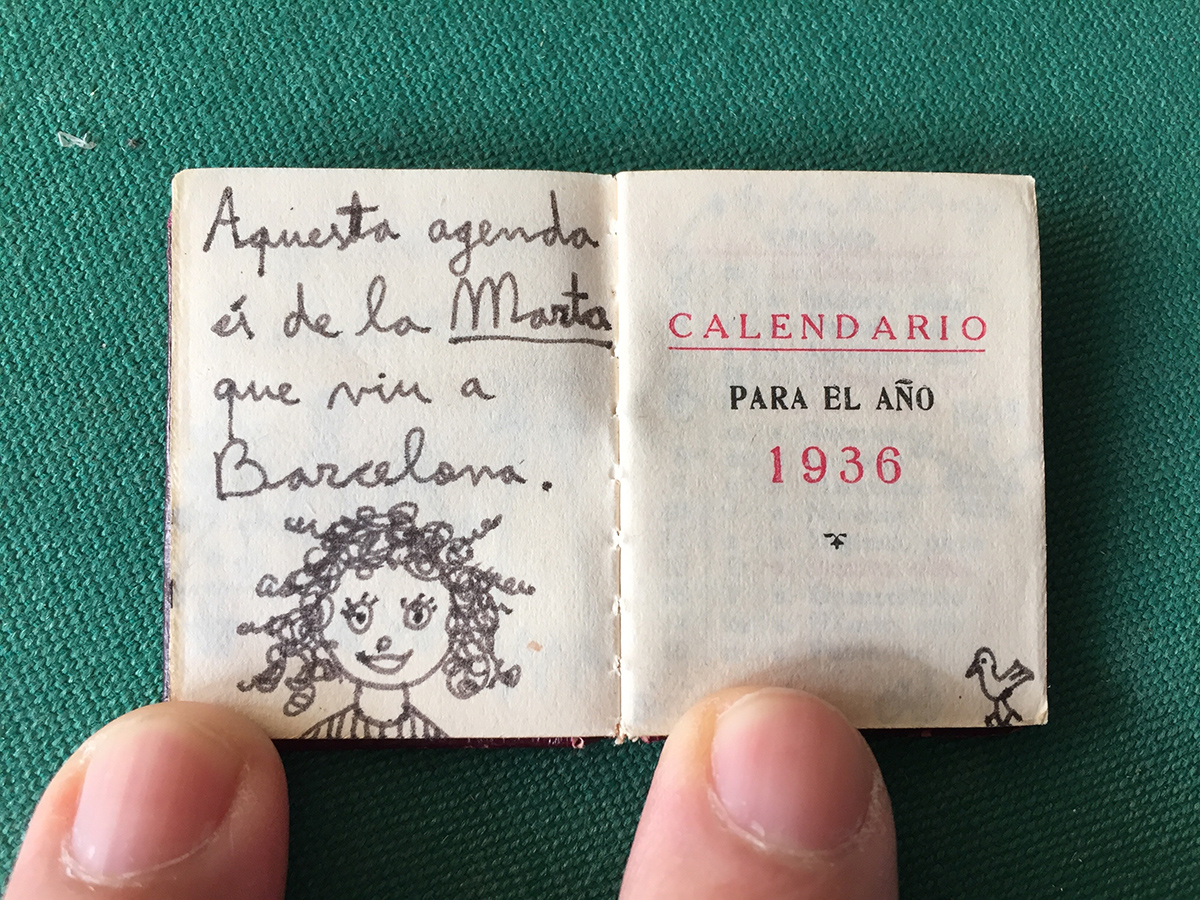 Aquesta agenda
és de la Marta
que viu a
Barcelona.
CALENDARIO
PARA EL AÑO
1936